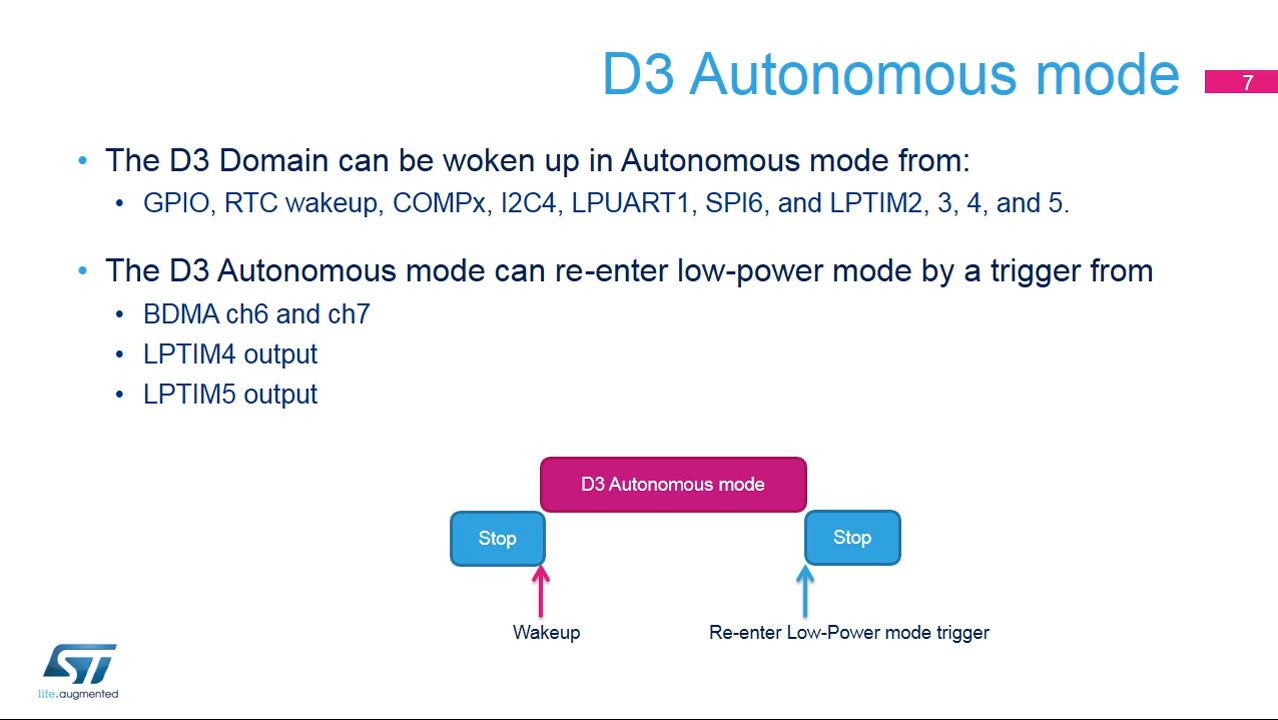 D3 Autonomous mode
7
• The D3 Domain can be woken up in Autonomous mode from:
• GPIO, RTC wakeup, COMPx, I2C4, LPUART1, SPI6, and LPTIM2, 3, 4, and 5.
• The D3 Autonomous mode can re-enter low-power mode by a trigger from
• BDMA ch6 and ch7
• LPTIM4 output
• LPTIM5 output
D3 Autonomous mode
Stop
Stop
Wakeup
Re-enter Low-Power mode trigger
ST
life.augmented